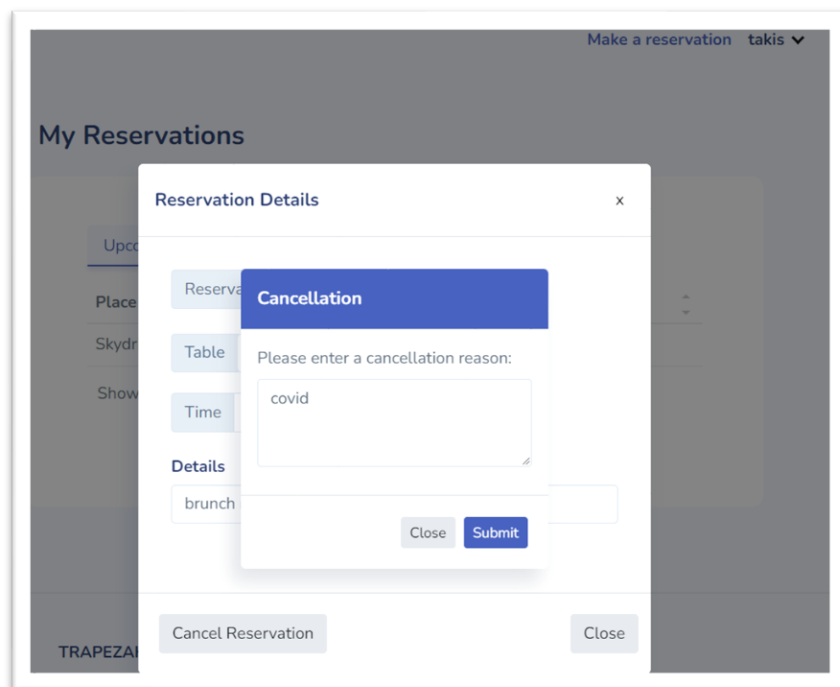 Make a reservation takis
My Reservations
Reservation Details x
Upco
Reserva
Cancellation
Place
Skydr
Table
Please enter a cancellation reason:
Show
covid
Time
Details
brunch
Close Submit
Cancel Reservation Close
TRAPEZA